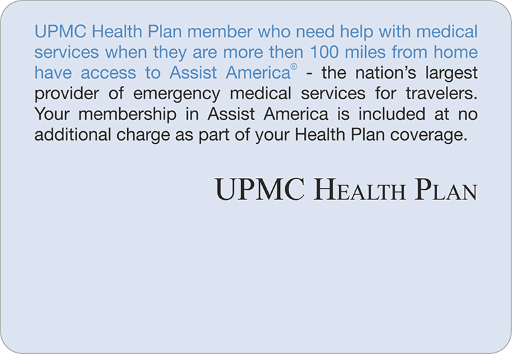 UPMC Health Plan member who need help with medical
services when they are more then 100 miles from home
have access to Assist America® - the nation’s largest
provider of emergency medical services for travelers.
Your membership in Assist America is included at no
additional charge as part of your Health Plan coverage.
UPMC HEALTH PLAN